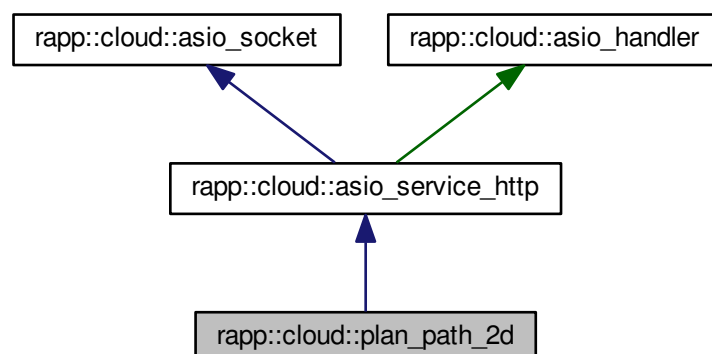 rapp::cloud::asio_socket
rapp::cloud::asio_handler
rapp::cloud::asio_service_http
rapp::cloud::plan_path_2d